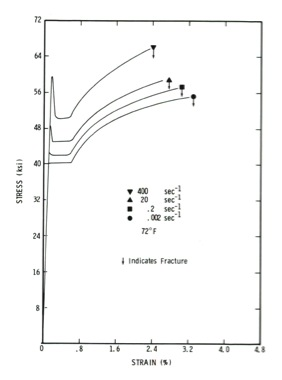 72
64
56
48
40
32
24
16
8
STRESS (ksi)
400 sec-1
20 sec-1
.2 sec-1
.002 sec-1
72°F
Indicates Fracture
0 .8 1.6 2.4 3.2 4.0 4.8
STRAIN (%)